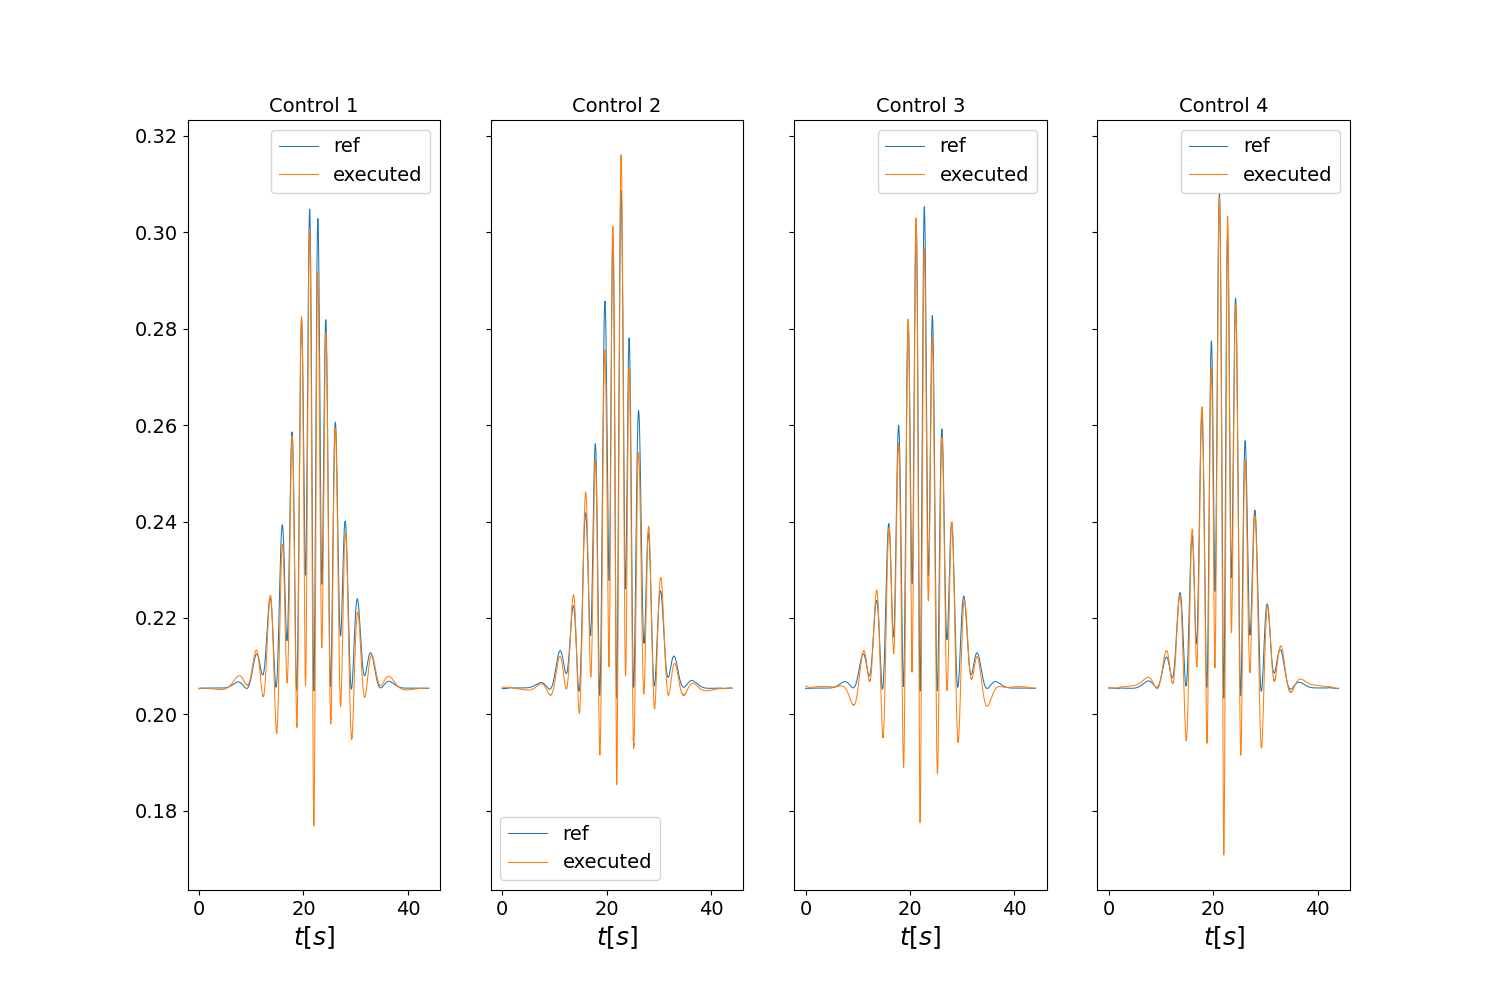 Control 1
Control 2
Control 3
Control 4
ref
executed
ref
executed
ref
executed
ref
executed
0.32
0.30
0.28
0.26
0.24
0.22
0.20
0.18
0 20 40
0 20 40
0 20 40
0 20 40
t[s]
t[s]
t[s]
t[s]